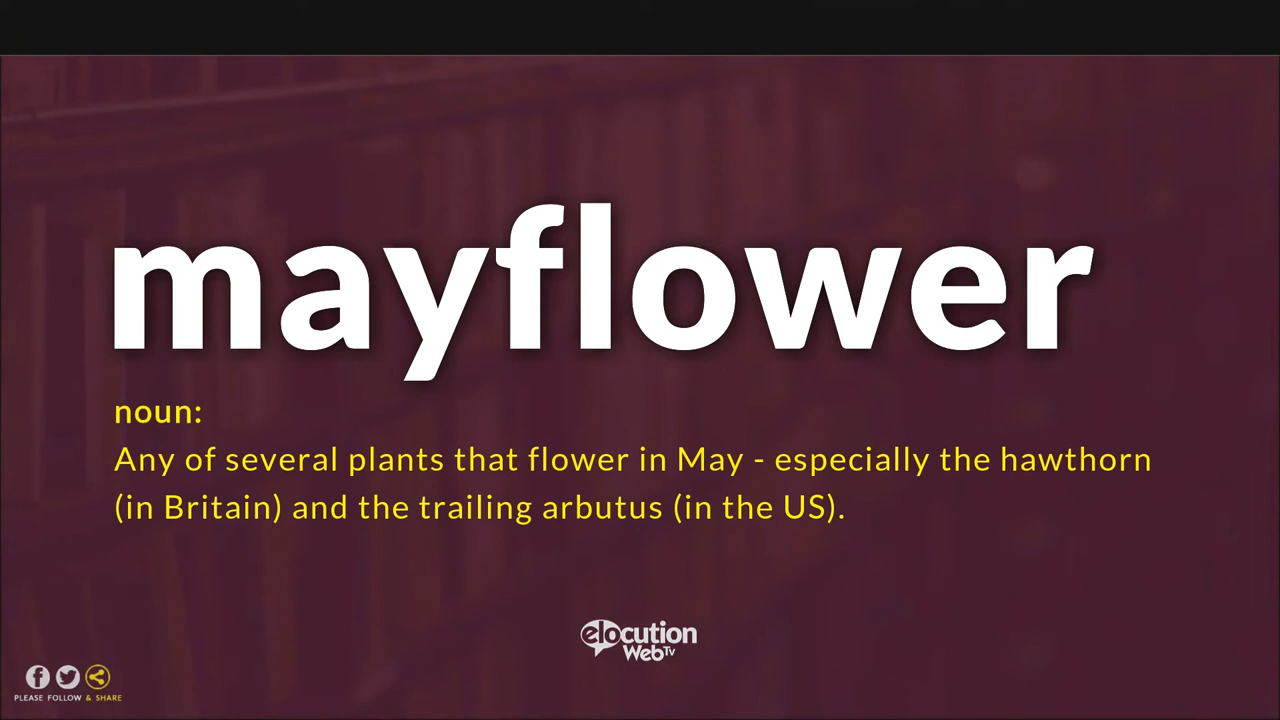 mayflower
noun:
Any of several plants that flower in May - especially the hawthorn
(in Britain) and the trailing arbutus (in the US).
elocution
WebTv
PLEASE FOLLOW & SHARE